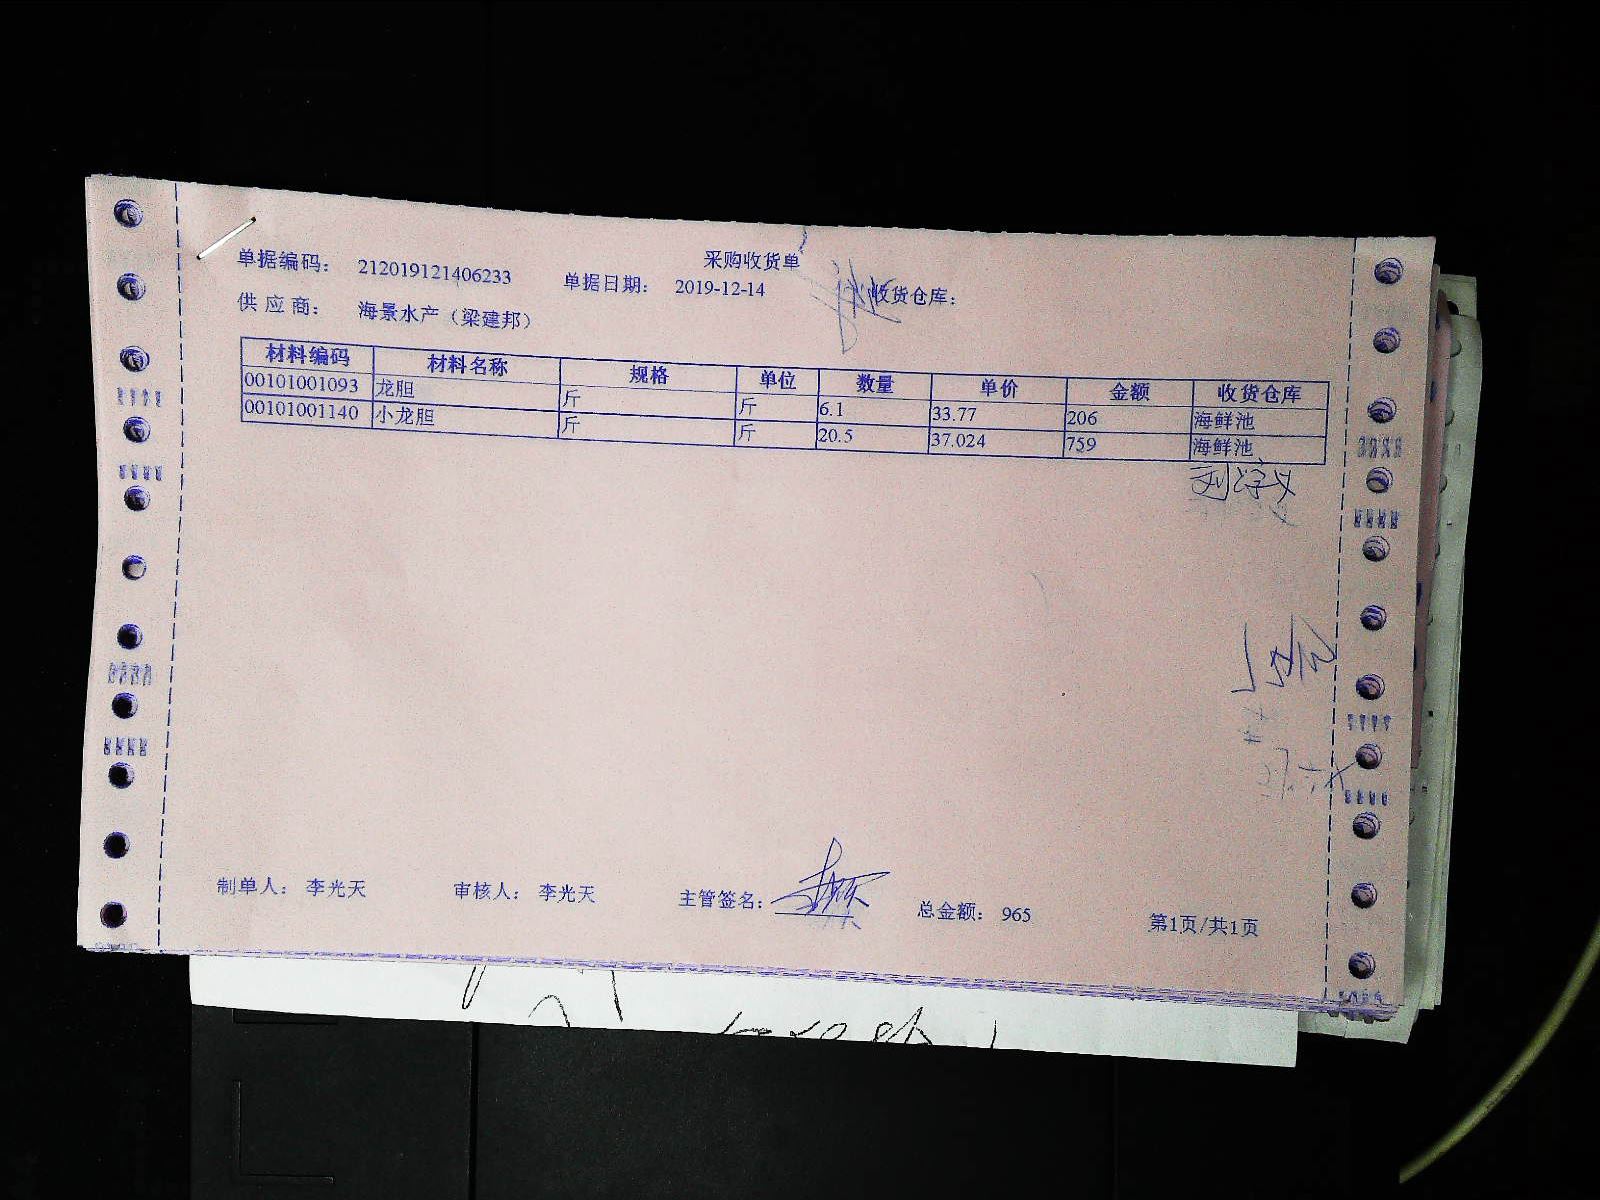 采购收货单
单据编码： 212019121406233 单据日期： 2019-12-14 收货仓库：
供 应 商： 海景水产（梁建邦）
材料编码 材料名称 规格 单位 数量 单价 金额 收货仓库
00101001093 龙胆 斤 斤 6.1 33.77 206 海鲜池
00101001140 小龙胆 斤 斤 20.5 37.024 759 海鲜池
制单人： 李光天 审核人： 李光天 主管签名： 总金额： 965 第1页/共1页